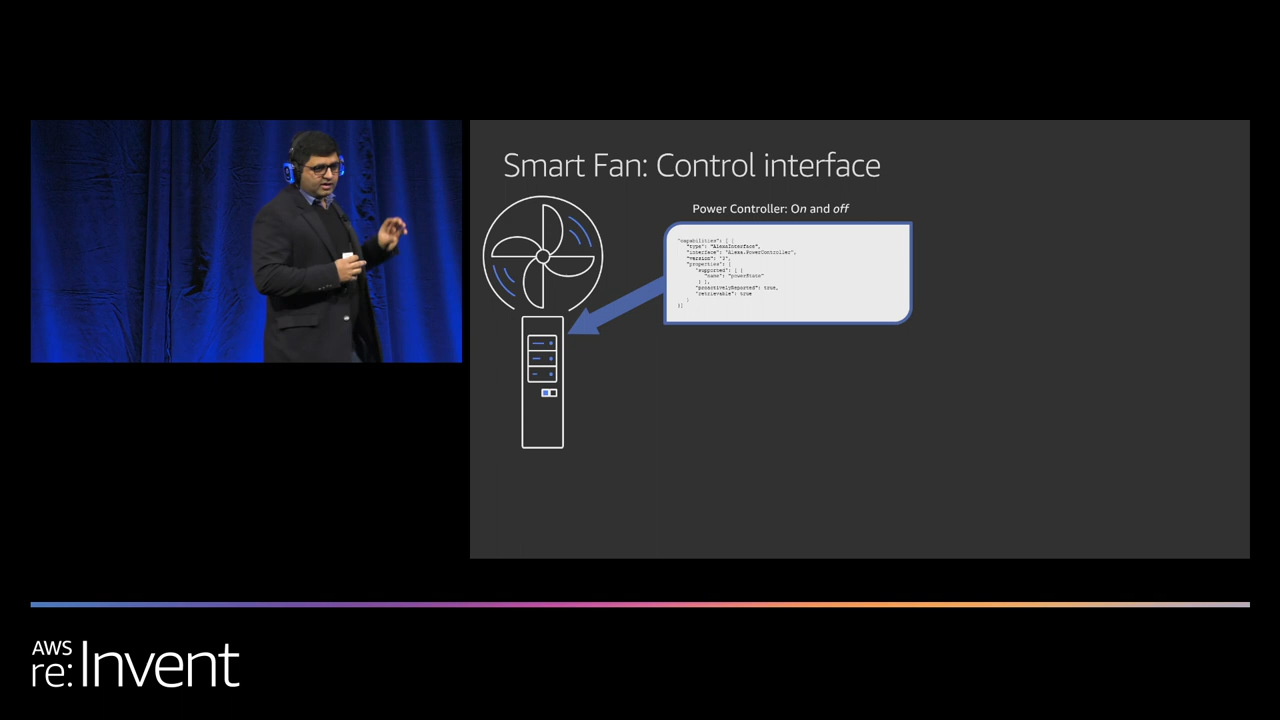 Smart Fan: Control interface
Power Controller: On and off
"capabilities": [ {
"type": "AlexaInterface",
"interface": "Alexa.PowerController",
"version": "3",
"properties": {
"supported": [ {
"name": "powerState"
} ],
"proactivelyReported": true,
"retrievable": true
}
}]
AWS
re:Invent